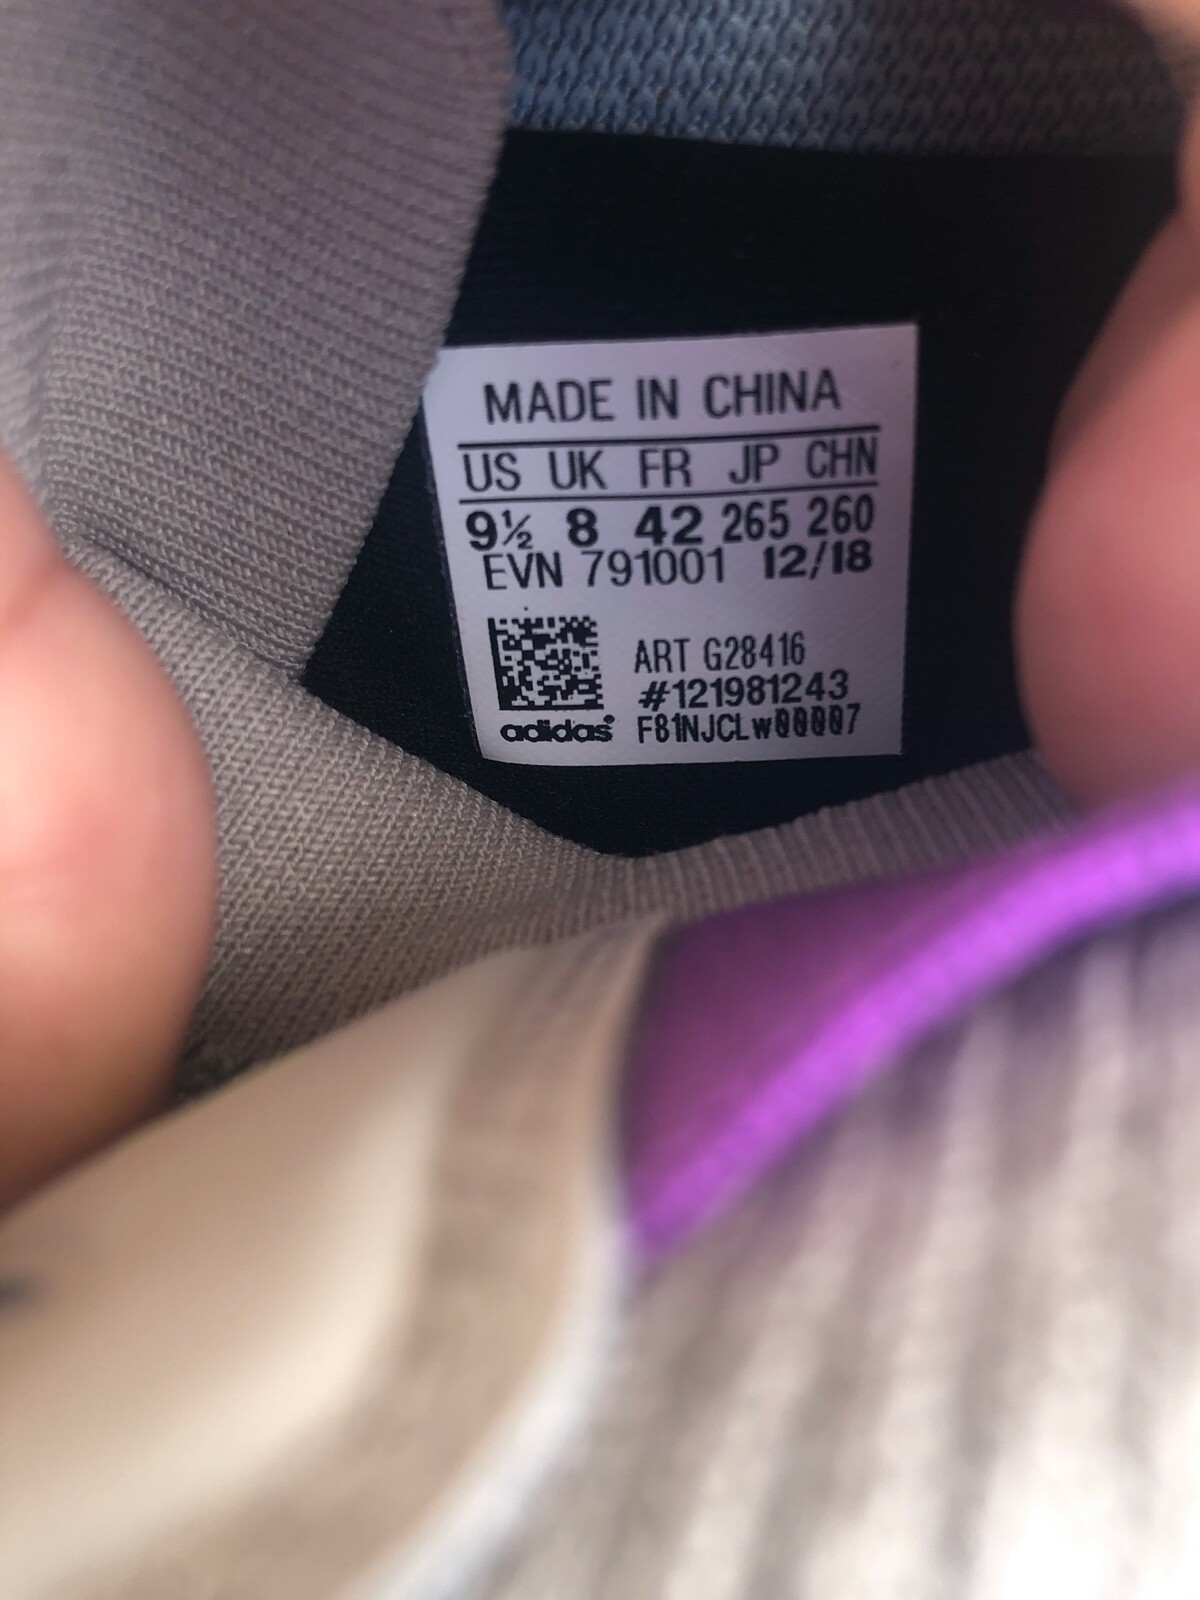 MADE IN CHINA
US UK FR JP CHN
9½ 8 42 265 260
EVN 791001 12/18
ART G28416
#121981243
adidas® F81NJCLw00007